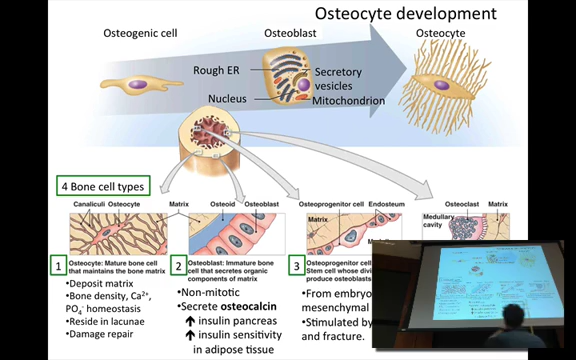 Osteocyte development
Osteogenic cell
Osteoblast
Osteocyte
Rough ER
Secretory
vesicles
Nucleus
Mitochondrion
4 Bone cell types
Canaliculi Osteocyte
Matrix
Osteoid
Osteoblast
Osteoprogenitor cell
Endosteum
Osteoclast
Matrix
Matrix
Medullary
cavity
1
Osteocyte: Mature bone cell
that maintains the bone matrix
•Deposit matrix
•Bone density, Ca²⁺,
PO₄⁻ homeostasis
•Reside in lacunae
•Damage repair
2
Osteoblast: Immature bone
cell that secretes organic
components of matrix
•Non-mitotic
•Secrete osteocalcin
insulin pancreas
insulin sensitivity
in adipose tissue
3
Osteoprogenitor cell
Stem cell whose divi
produce osteoblasts
•From embryo
mesenchymal
•Stimulated by
and fracture.